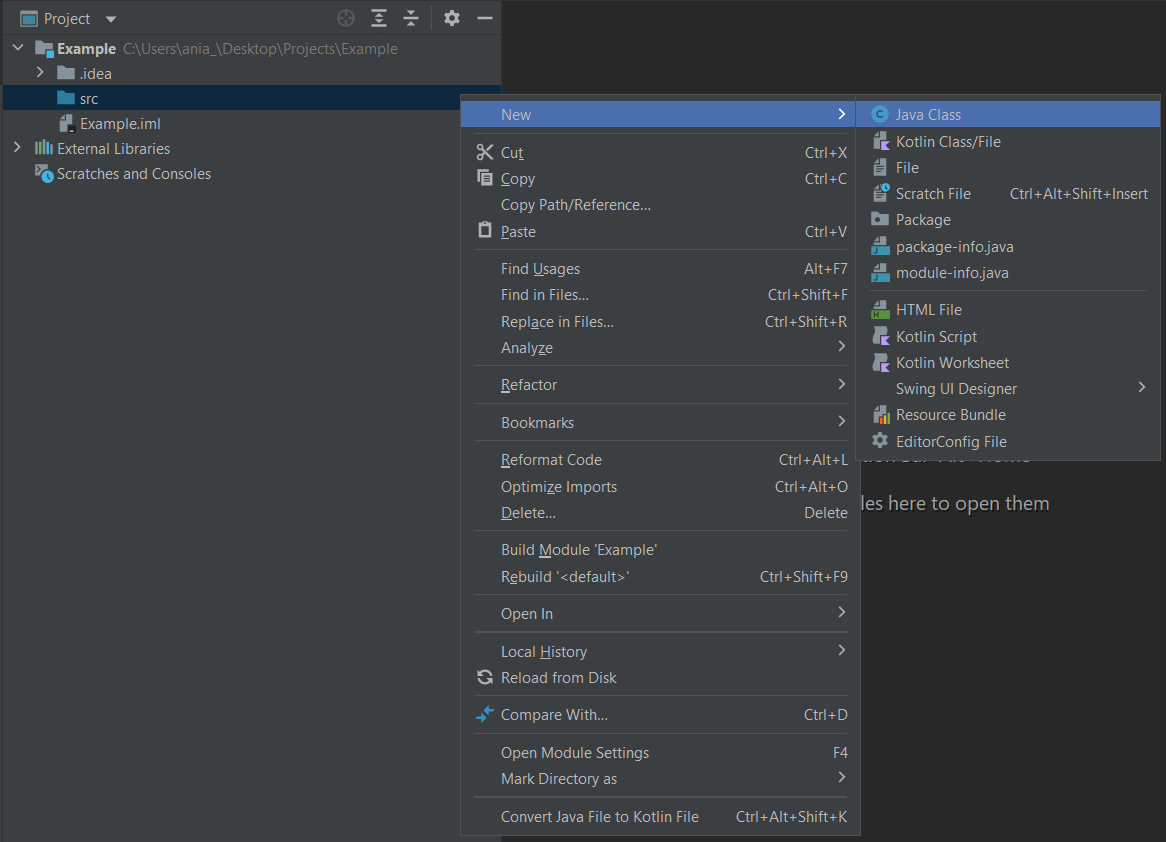 Project
Example C:\Users\ania_\Desktop\Projects\Example
.idea
src
Example.iml
External Libraries
Scratches and Consoles
New
Cut Ctrl+X
Copy Ctrl+C
Copy Path/Reference...
Paste Ctrl+V
Find Usages Alt+F7
Find in Files... Ctrl+Shift+F
Replace in Files... Ctrl+Shift+R
Analyze
Refactor
Bookmarks
Reformat Code Ctrl+Alt+L
Optimize Imports Ctrl+Alt+O
Delete... Delete
Build Module 'Example'
Rebuild '<default>' Ctrl+Shift+F9
Open In
Local History
Reload from Disk
Compare With... Ctrl+D
Open Module Settings F4
Mark Directory as
Convert Java File to Kotlin File Ctrl+Alt+Shift+K
Java Class
Kotlin Class/File
File
Scratch File Ctrl+Alt+Shift+Insert
Package
package-info.java
module-info.java
HTML File
Kotlin Script
Kotlin Worksheet
Swing UI Designer
Resource Bundle
EditorConfig File
les here to open them